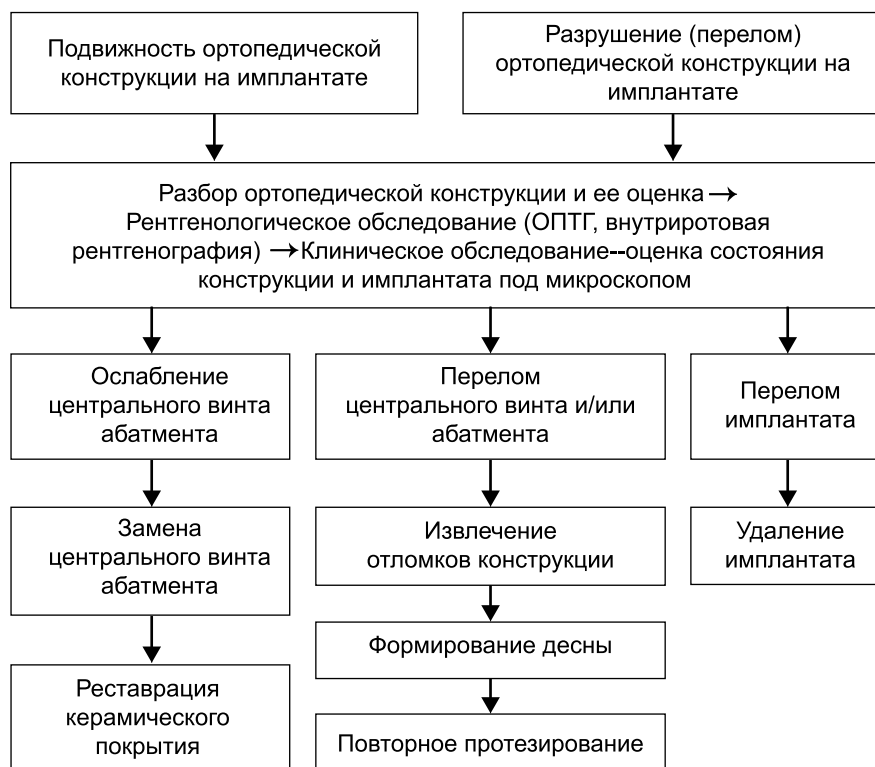 Подвижность ортопедической
конструкции на имплантате
Разрушение (перелом)
ортопедической конструкции на
имплантате
Разбор ортопедической конструкции и ее оценка →
Рентгенологическое обследование (ОПТГ, внутриротовая
рентгенография) →Клиническое обследование--оценка состояния
конструкции и имплантата под микроскопом
Ослабление
центрального винта
абатмента
Перелом
центрального винта и/или
абатмента
Перелом
имплантата
Замена
центрального винта
абатмента
Извлечение
отломков конструкции
Удаление
имплантата
Формирование десны
Реставрация
керамического
покрытия
Повторное протезирование